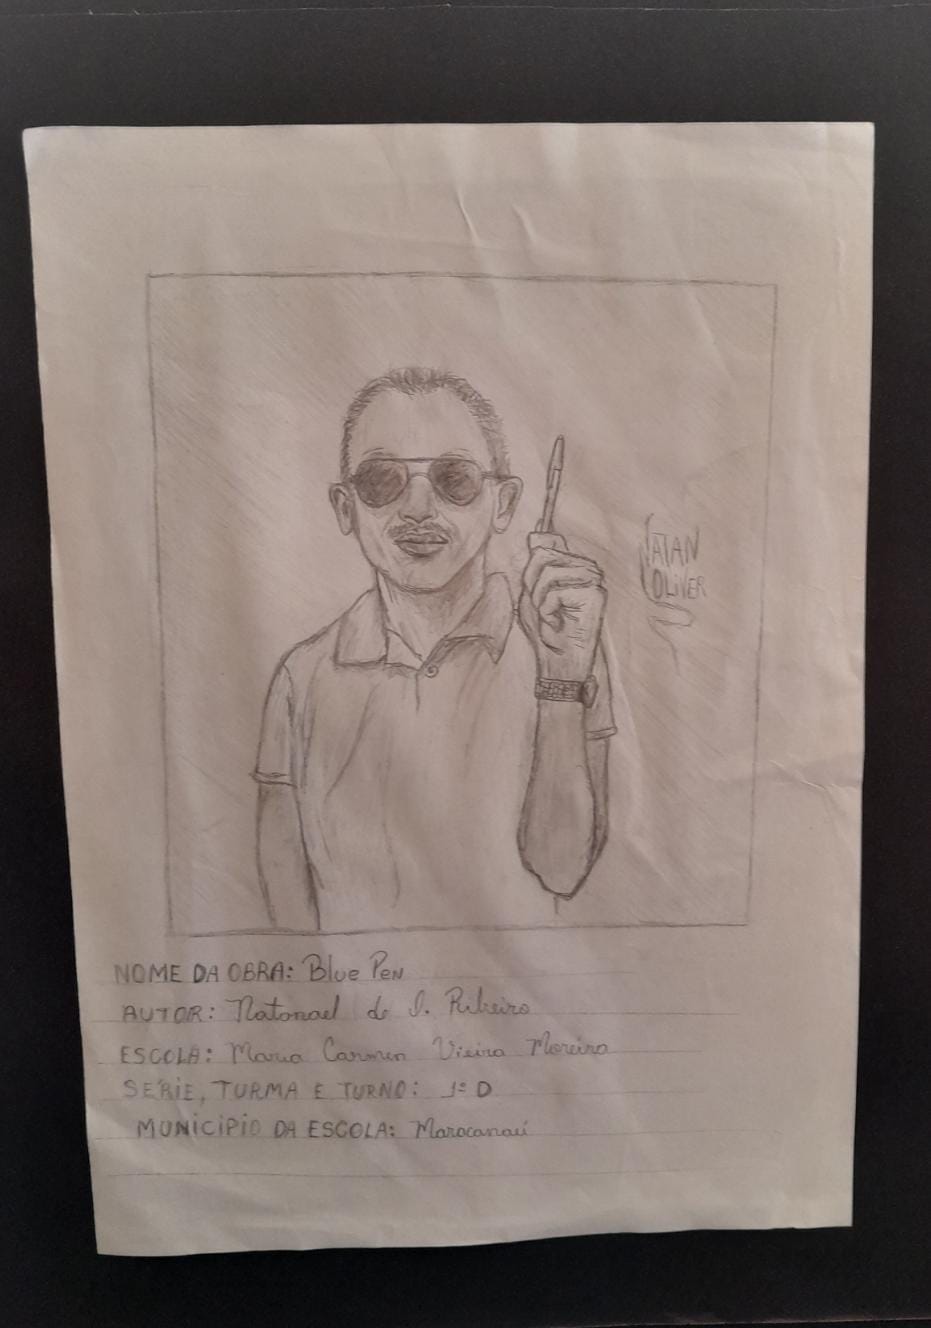 NATAN
OLIVER
NOME DA OBRA: Blue Pen
AUTOR: Natanael de S. Ribeiro
ESCOLA: Maria Carmen Vieira Moreira
SÉRIE, TURMA E TURNO: 1º D
MUNICIPIO DA ESCOLA: Maracanaú